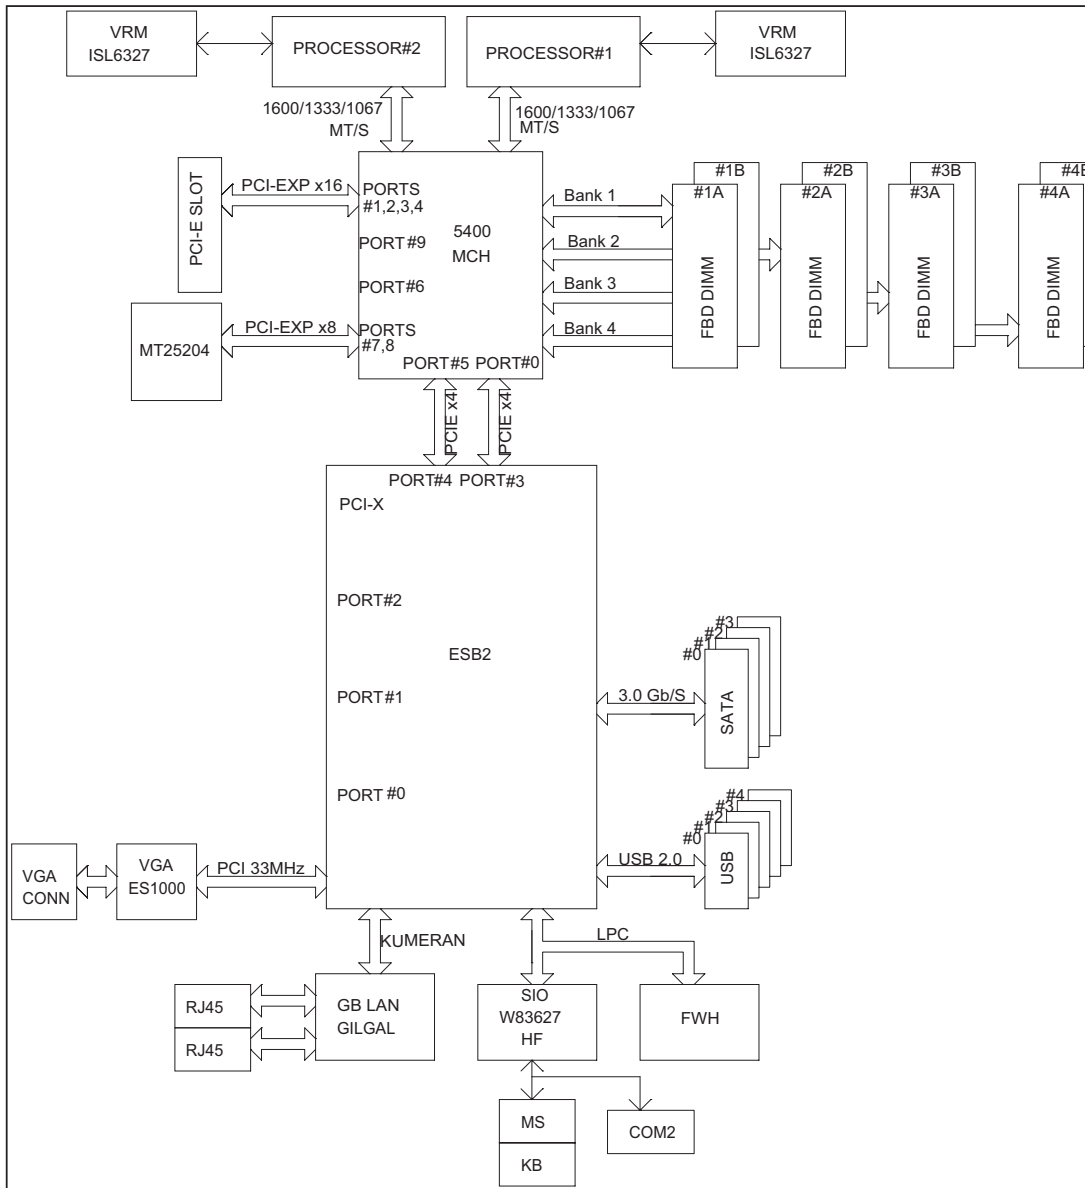 VRM
ISL6327
PROCESSOR#2
PROCESSOR#1
VRM
ISL6327
1600/1333/1067
MT/S
1600/1333/1067
MT/S
PCI-E SLOT
PCI-EXP x16
PORTS
#1,2,3,4
PORT#9
PORT#6
PORTS
#7,8
5400
MCH
PORT#5
PORT#0
MT25204
PCI-EXP x8
Bank 1
Bank 2
Bank 3
Bank 4
#1B
#1A
FBD DIMM
#2B
#2A
FBD DIMM
#3B
#3A
FBD DIMM
#4B
#4A
FBD DIMM
PCIE x4
PCIE x4
PORT#4
PORT#3
PCI-X
PORT#2
ESB2
PORT#1
PORT #0
3.0 Gb/S
#3
#2
#1
#0
SATA
USB 2.0
#4
#3
#2
#1
#0
USB
VGA
CONN
VGA
ES1000
PCI 33MHz
KUMERAN
LPC
RJ45
RJ45
GB LAN
GILGAL
SIO
W83627
HF
FWH
MS
KB
COM2